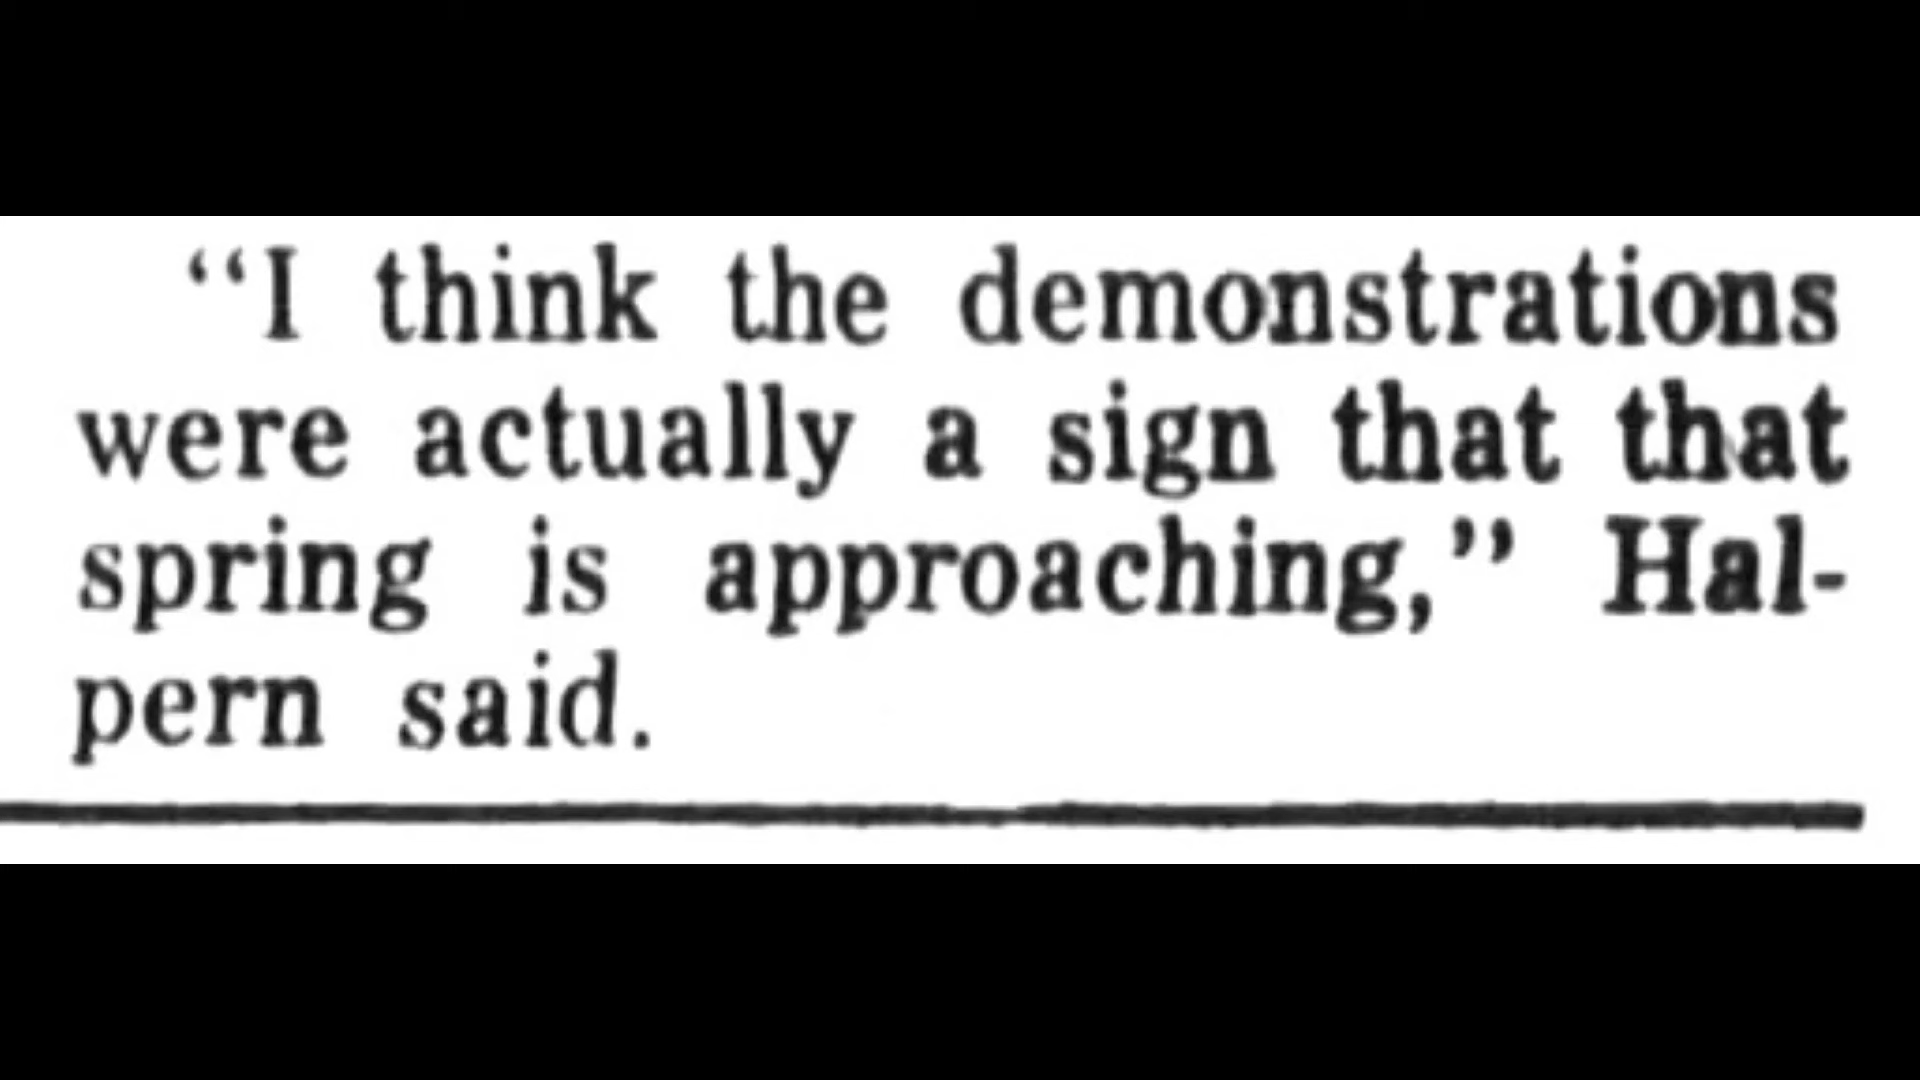 “I think the demonstrations
were actually a sign that that
spring is approaching,” Hal-
pern said.